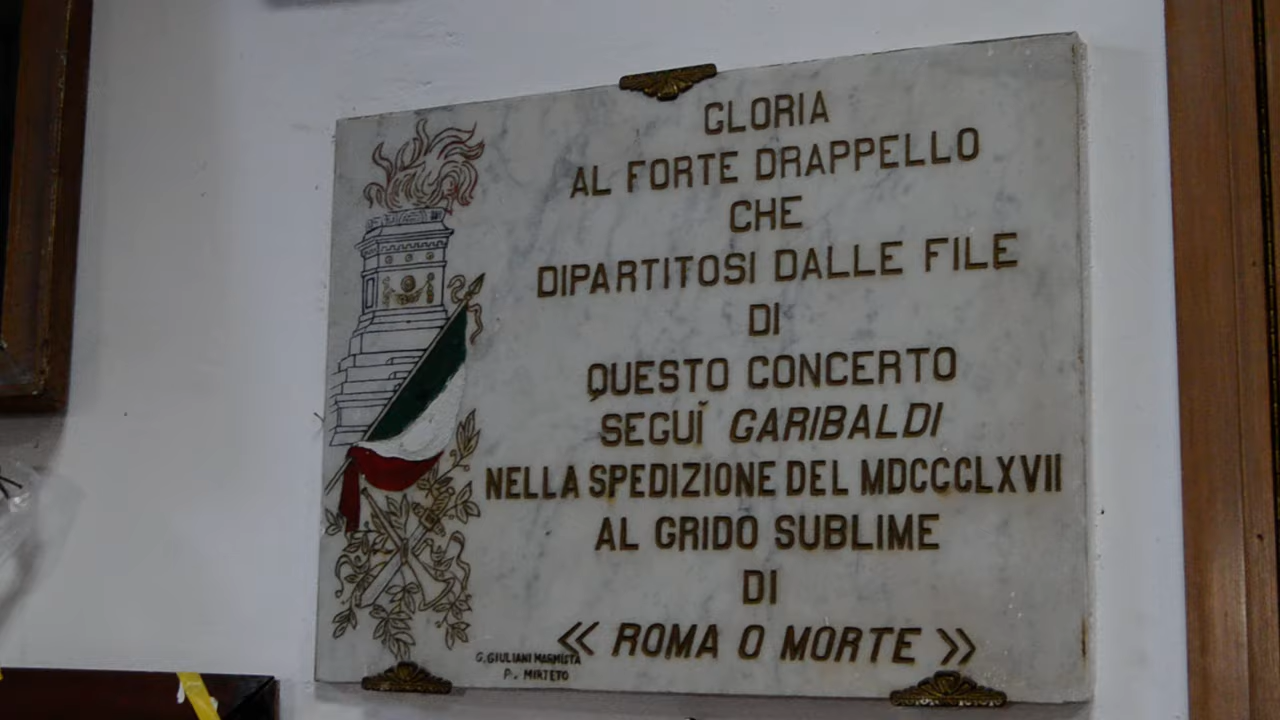 GLORIA
AL FORTE DRAPPELLO
CHE
DIPARTITOSI DALLE FILE
DI
QUESTO CONCERTO
SEGUĬ GARIBALDI
NELLA SPEDIZIONE DEL MDCCCLXVII
AL GRIDO SUBLIME
DI
« ROMA O MORTE »
G. GIULIANI MARMISTA
P. MIRTETO